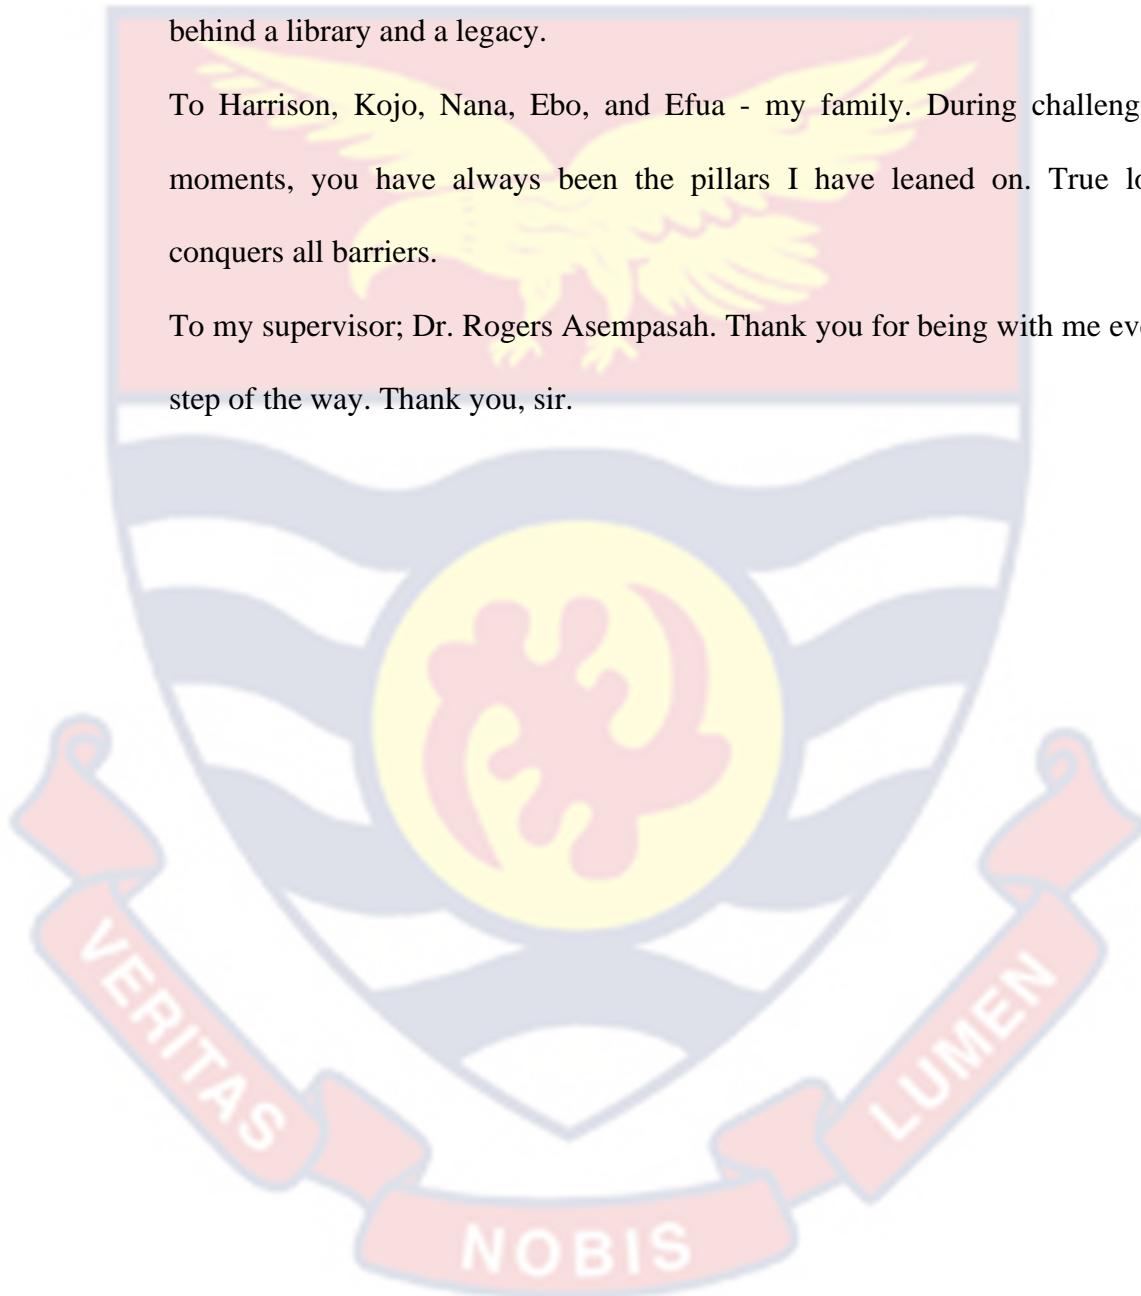 behind a library and a legacy.
To Harrison, Kojo, Nana, Ebo, and Efua - my family. During
moments, you have always been the pillars I have leaned on. True
conquers all barriers.
To my supervisor; Dr. Rogers Asempasah. Thank you for being with me
step of the way. Thank you, sir.
VERITAS
NOBIS
LUMEN